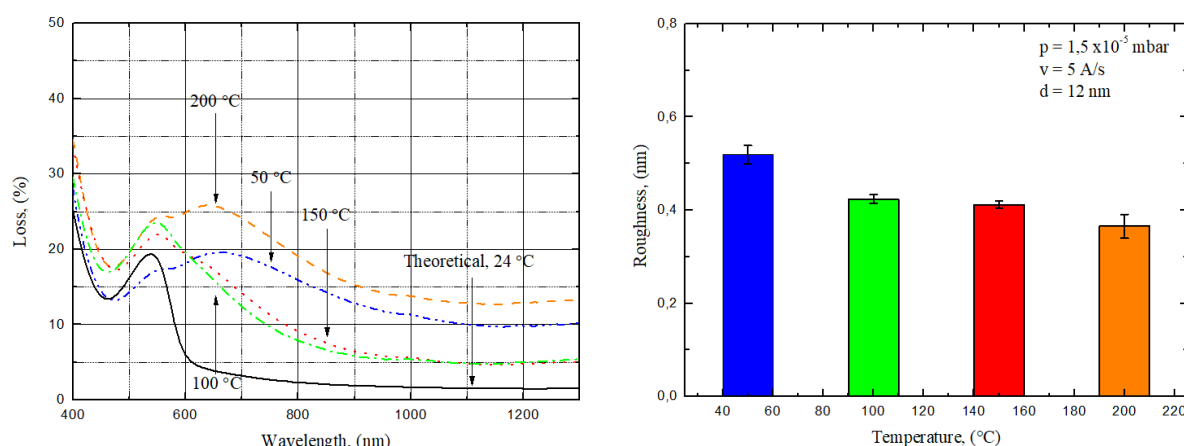 50
40
30
20
10
0
Loss, (%)
200 °C
50 °C
150 °C
Theoretical, 24 °C
100 °C
400
600
800
1000
1200
Wavelength, (nm)
0,8
0,6
0,4
0,2
0,0
Roughness, (nm)
p = 1,5 x10-5 mbar
v = 5 A/s
d = 12 nm
40
60
80
100
120
140
160
180
200
220
Temperature, (°C)